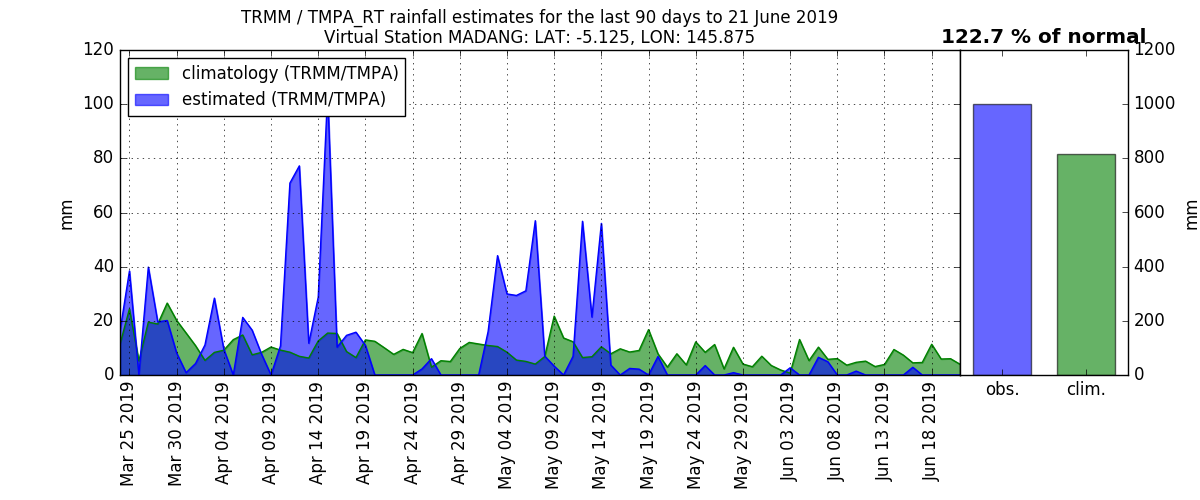 TRMM / TMPA_RT rainfall estimates for the last 90 days to 21 June 2019
Virtual Station MADANG: LAT: -5.125, LON: 145.875
122.7 % of normal
climatology (TRMM/TMPA)
estimated (TRMM/TMPA)
120
100
80
60
40
20
0
mm
1200
1000
800
600
400
200
0
mm
Mar 25 2019
Mar 30 2019
Apr 04 2019
Apr 09 2019
Apr 14 2019
Apr 19 2019
Apr 24 2019
Apr 29 2019
May 04 2019
May 09 2019
May 14 2019
May 19 2019
May 24 2019
May 29 2019
Jun 03 2019
Jun 08 2019
Jun 13 2019
Jun 18 2019
obs.
clim.